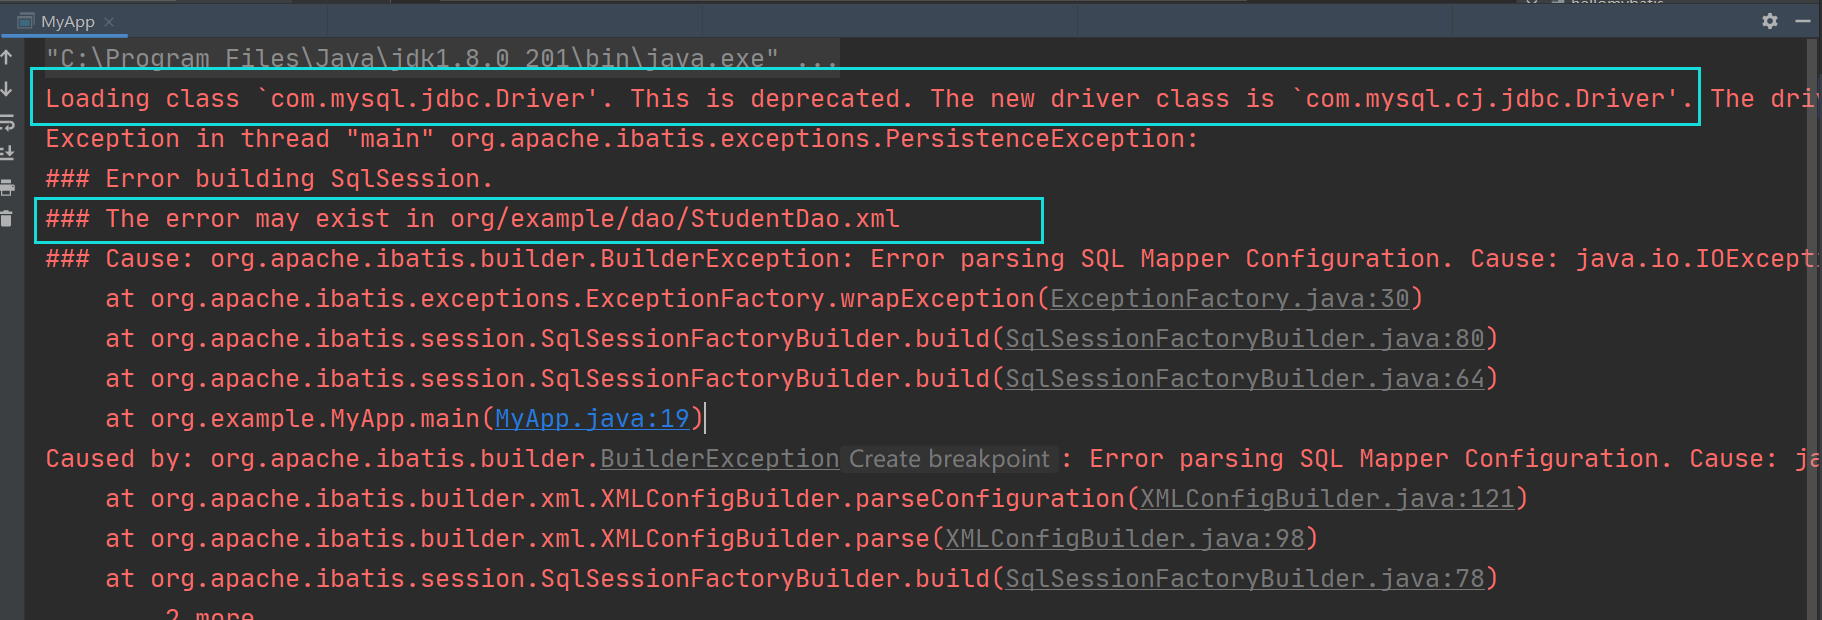 MyApp
"C:\Program Files\Java\jdk1.8.0_201\bin\java.exe" ...
Loading class `com.mysql.jdbc.Driver'. This is deprecated. The new driver class is `com.mysql.cj.jdbc.Driver'. The
Exception in thread "main" org.apache.ibatis.exceptions.PersistenceException:
### Error building SqlSession.
### The error may exist in org/example/dao/StudentDao.xml
### Cause: org.apache.ibatis.builder.BuilderException: Error parsing SQL Mapper Configuration. Cause: java.io.IOExcept
at org.apache.ibatis.exceptions.ExceptionFactory.wrapException(ExceptionFactory.java:30)
at org.apache.ibatis.session.SqlSessionFactoryBuilder.build(SqlSessionFactoryBuilder.java:80)
at org.apache.ibatis.session.SqlSessionFactoryBuilder.build(SqlSessionFactoryBuilder.java:64)
at org.example.MyApp.main(MyApp.java:19)
Caused by: org.apache.ibatis.builder.BuilderException Create breakpoint : Error parsing SQL Mapper Configuration. Cause: ja
at org.apache.ibatis.builder.xml.XMLConfigBuilder.parseConfiguration(XMLConfigBuilder.java:121)
at org.apache.ibatis.builder.xml.XMLConfigBuilder.parse(XMLConfigBuilder.java:98)
at org.apache.ibatis.session.SqlSessionFactoryBuilder.build(SqlSessionFactoryBuilder.java:78)
2 more